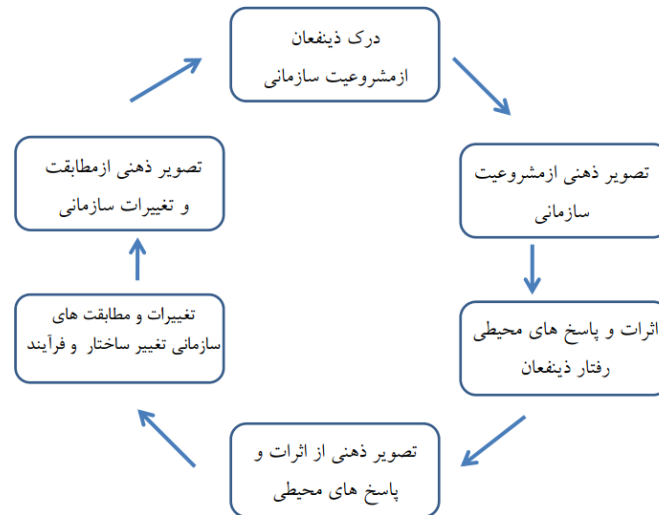 درک ذینفعان
ازمشروعیت سازمانی
تصویر ذهنی ازمشروعیت
سازمانی
اثرات و پاسخ های محیطی
رفتار ذینفعان
تصویر ذهنی از اثرات و
پاسخ های محیطی
تغییرات و مطابقت های
سازمانی تغییر ساختار و فرآیند
تصویر ذهنی ازمطابقت
و تغییرات سازمانی